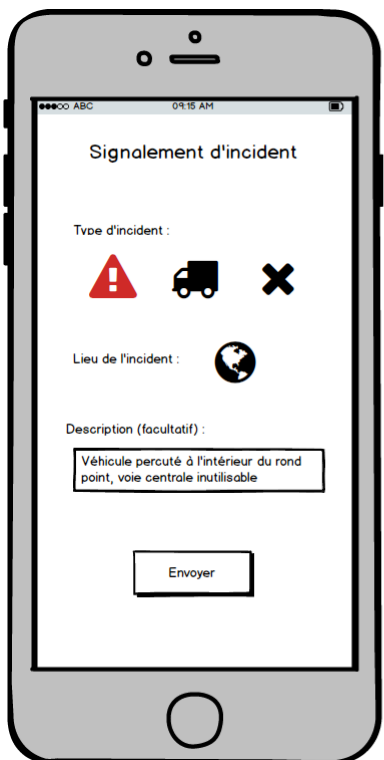 ABC 09:15 AM
Signalement d'incident
Type d'incident :
Lieu de l'incident :
Description (facultatif) :
Véhicule percuté à l'intérieur du rond
point, voie centrale inutilisable
Envoyer